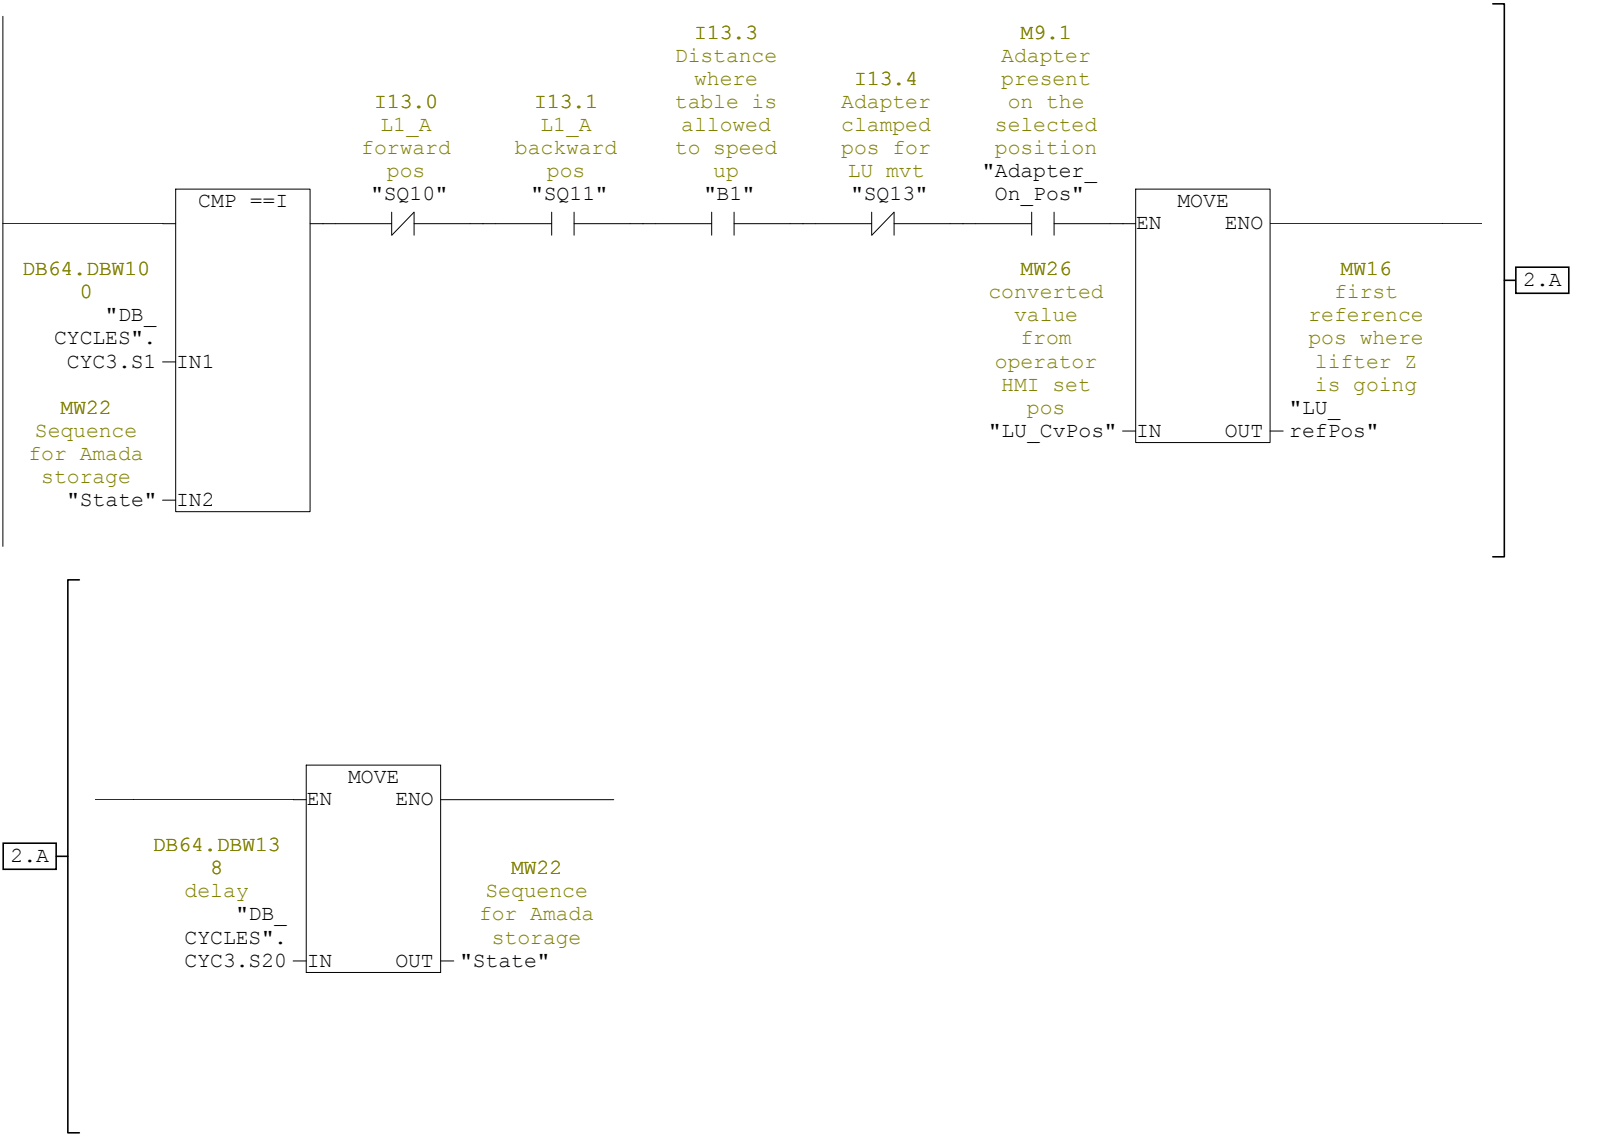 I13.0
L1_A
forward
pos
"SQ10"
I13.1
L1_A
backward
pos
"SQ11"
I13.3
Distance
where
table is
allowed
to speed
up
"B1"
I13.4
Adapter
clamped
pos for
LU mvt
"SQ13"
M9.1
Adapter
present
on the
selected
position
"Adapter_
On_Pos"
CMP ==I
DB64.DBW10
0
"DB_
CYCLES".
CYC3.S1
IN1
MW22
Sequence
for Amada
storage
"State"
IN2
MOVE
EN ENO
MW26
converted
value
from
operator
HMI set
pos
"LU_CvPos"
IN OUT
MW16
first
reference
pos where
lifter Z
is going
"LU_
refPos"
2.A
2.A
MOVE
EN ENO
DB64.DBW13
8
delay
"DB_
CYCLES".
CYC3.S20
IN OUT
MW22
Sequence
for Amada
storage
"State"